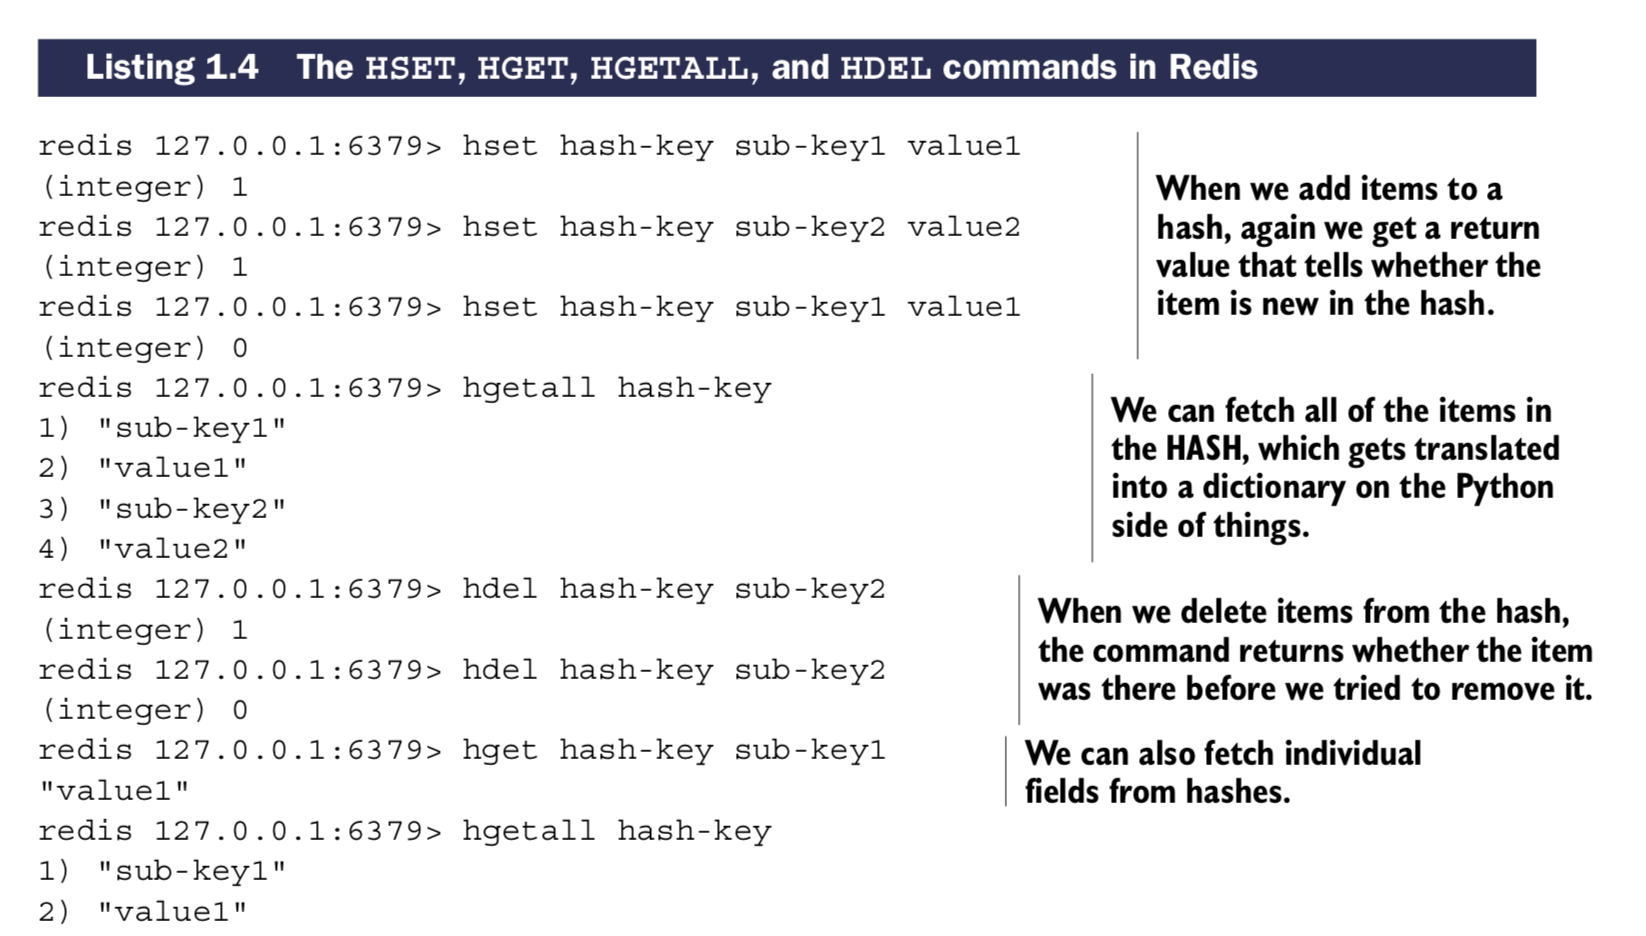 Listing 1.4 The HSET, HGET, HGETALL, and HDEL commands in Redis
redis 127.0.0.1:6379> hset hash-key sub-key1 value1
(integer) 1
redis 127.0.0.1:6379> hset hash-key sub-key2 value2
(integer) 1
redis 127.0.0.1:6379> hset hash-key sub-key1 value1
(integer) 0
When we add items to a
hash, again we get a return
value that tells whether the
item is new in the hash.
redis 127.0.0.1:6379> hgetall hash-key
1) "sub-key1"
2) "value1"
3) "sub-key2"
4) "value2"
We can fetch all of the items in
the HASH, which gets translated
into a dictionary on the Python
side of things.
redis 127.0.0.1:6379> hdel hash-key sub-key2
(integer) 1
redis 127.0.0.1:6379> hdel hash-key sub-key2
(integer) 0
When we delete items from the hash,
the command returns whether the item
was there before we tried to remove it.
redis 127.0.0.1:6379> hget hash-key sub-key1
"value1"
We can also fetch individual
fields from hashes.
redis 127.0.0.1:6379> hgetall hash-key
1) "sub-key1"
2) "value1"